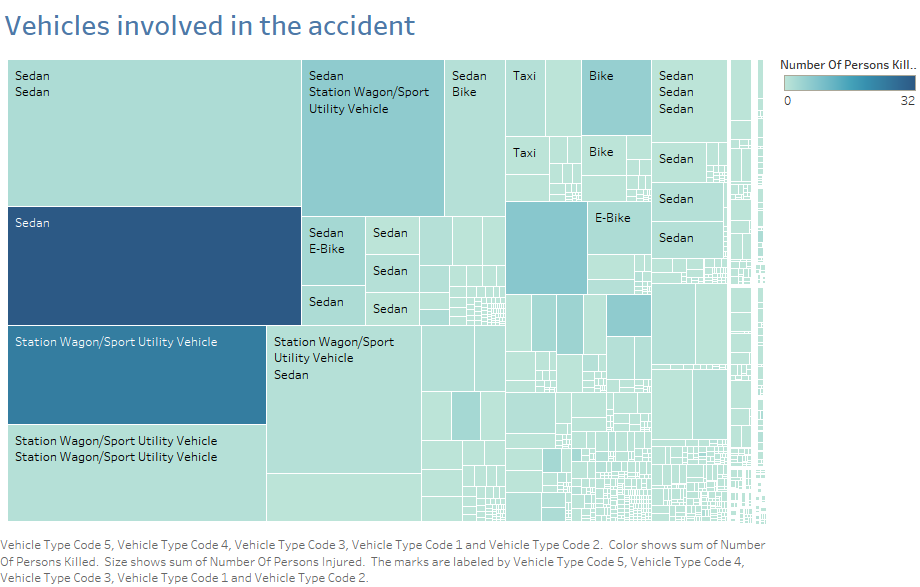 Vehicles involved in the accident
Sedan
Sedan
Sedan
Station Wagon/Sport Utility Vehicle
Station Wagon/Sport Utility Vehicle
Station Wagon/Sport Utility Vehicle
Sedan
Station Wagon/Sport
Utility Vehicle
Sedan
Bike
Sedan
E-Bike
Sedan
Sedan
Sedan
Sedan
Station Wagon/Sport
Utility Vehicle
Sedan
Taxi
Taxi
Bike
Bike
E-Bike
Sedan
Sedan
Sedan
Sedan
Sedan
Sedan
Number Of Persons Kill..
0
32
Vehicle Type Code 5, Vehicle Type Code 4, Vehicle Type Code 3, Vehicle Type Code 1 and Vehicle Type Code 2.  Color shows sum of Number
Of Persons Killed.  Size shows sum of Number Of Persons Injured.  The marks are labeled by Vehicle Type Code 5, Vehicle Type Code 4,
Vehicle Type Code 3, Vehicle Type Code 1 and Vehicle Type Code 2.